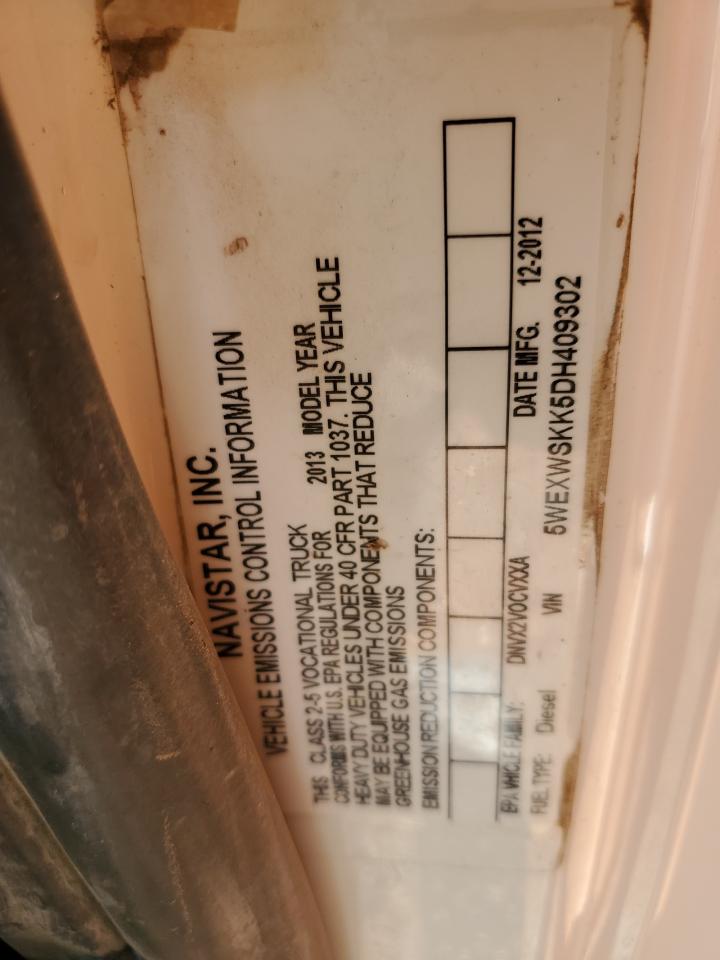 NAVISTAR, INC.
VEHICLE EMISSIONS CONTROL INFORMATION
THIS CLASS 2-5 VOCATIONAL TRUCK
CONFORMS WITH U.S. EPA REGULATIONS FOR 2013 MODEL YEAR
HEAVY DUTY VEHICLES UNDER 40 CFR PART 1037. THIS VEHICLE
MAY BE EQUIPPED WITH COMPONENTS THAT REDUCE
GREENHOUSE GAS EMISSIONS
EMISSION REDUCTION COMPONENTS:
EPA VHICLE FAMILY: DNVX2VOCVXXA DATE MFG. 12-2012
FUEL TYPE: Diesel VIN 5WEXWSKK5DH409302